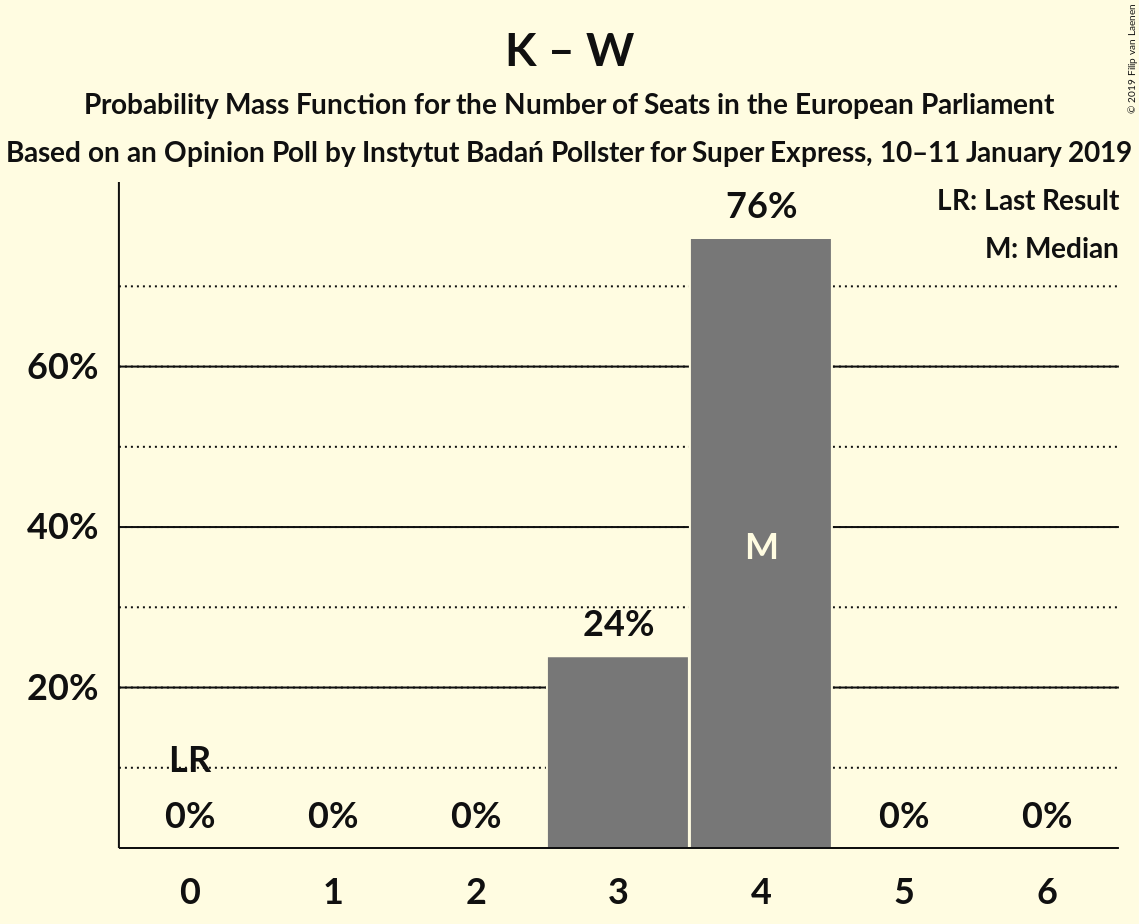 K – W
Probability Mass Function for the Number of Seats in the European Parliament
Based on an Opinion Poll by Instytut Badań Pollster for Super Express, 10–11 January 2019
© 2019 Filip van Laenen
LR: Last Result
M: Median
76%
60%
40%
M
24%
20%
LR
0% 0% 0% 0% 0%
0 1 2 3 4 5 6